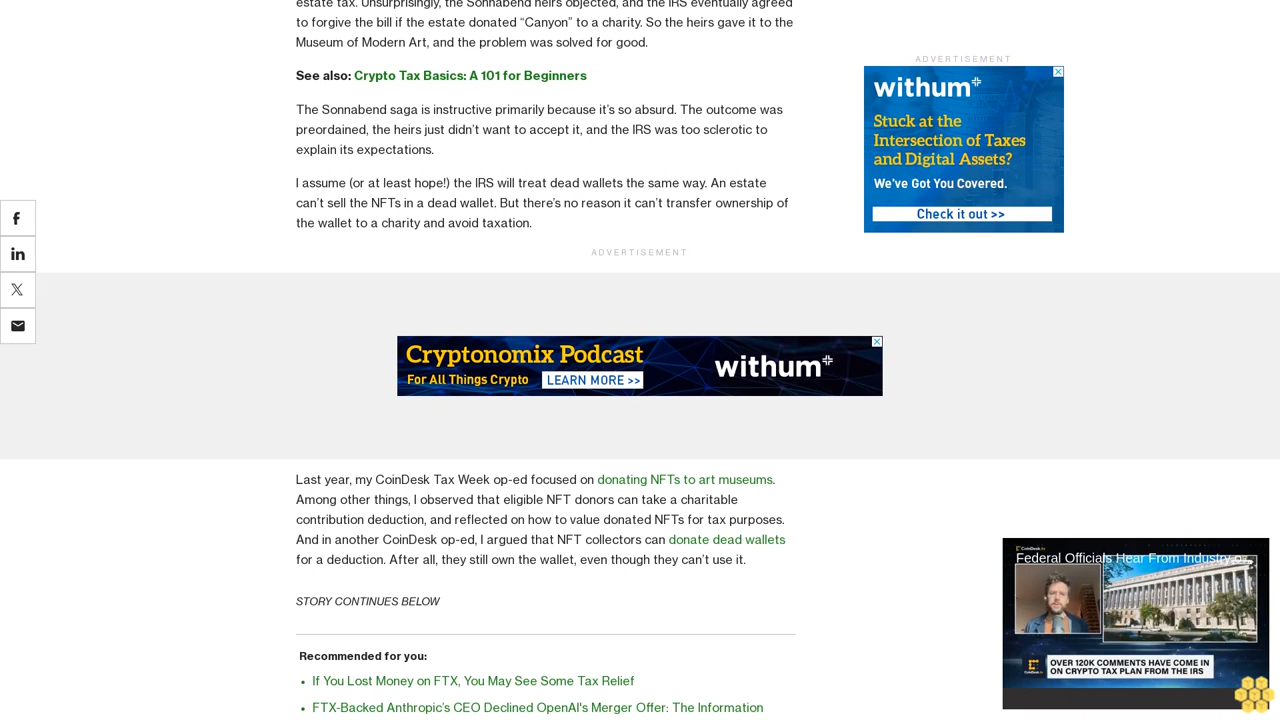 estate tax. Unsurprisingly, the Sonnabend heirs objected, and the IRS eventually agreed
to forgive the bill if the estate donated “Canyon” to a charity. So the heirs gave it to the
Museum of Modern Art, and the problem was solved for good.
See also: Crypto Tax Basics: A 101 for Beginners
The Sonnabend saga is instructive primarily because it’s so absurd. The outcome was
preordained, the heirs just didn’t want to accept it, and the IRS was too sclerotic to
explain its expectations.
I assume (or at least hope!) the IRS will treat dead wallets the same way. An estate
can’t sell the NFTs in a dead wallet. But there’s no reason it can’t transfer ownership of
the wallet to a charity and avoid taxation.
ADVERTISEMENT
withum
Stuck at the
Intersection of Taxes
and Digital Assets?
We’ve Got You Covered.
Check it out >>
ADVERTISEMENT
Cryptonomix Podcast
For All Things Crypto
LEARN MORE >>
withum
Last year, my CoinDesk Tax Week op-ed focused on donating NFTs to art museums.
Among other things, I observed that eligible NFT donors can take a charitable
contribution deduction, and reflected on how to value donated NFTs for tax purposes.
And in another CoinDesk op-ed, I argued that NFT collectors can donate dead wallets
for a deduction. After all, they still own the wallet, even though they can’t use it.
STORY CONTINUES BELOW
Recommended for you:
• If You Lost Money on FTX, You May See Some Tax Relief
• FTX-Backed Anthropic’s CEO Declined OpenAI's Merger Offer: The Information
Federal Officials Hear From Industry o...
OVER 120K COMMENTS HAVE COME IN
ON CRYPTO TAX PLAN FROM THE IRS